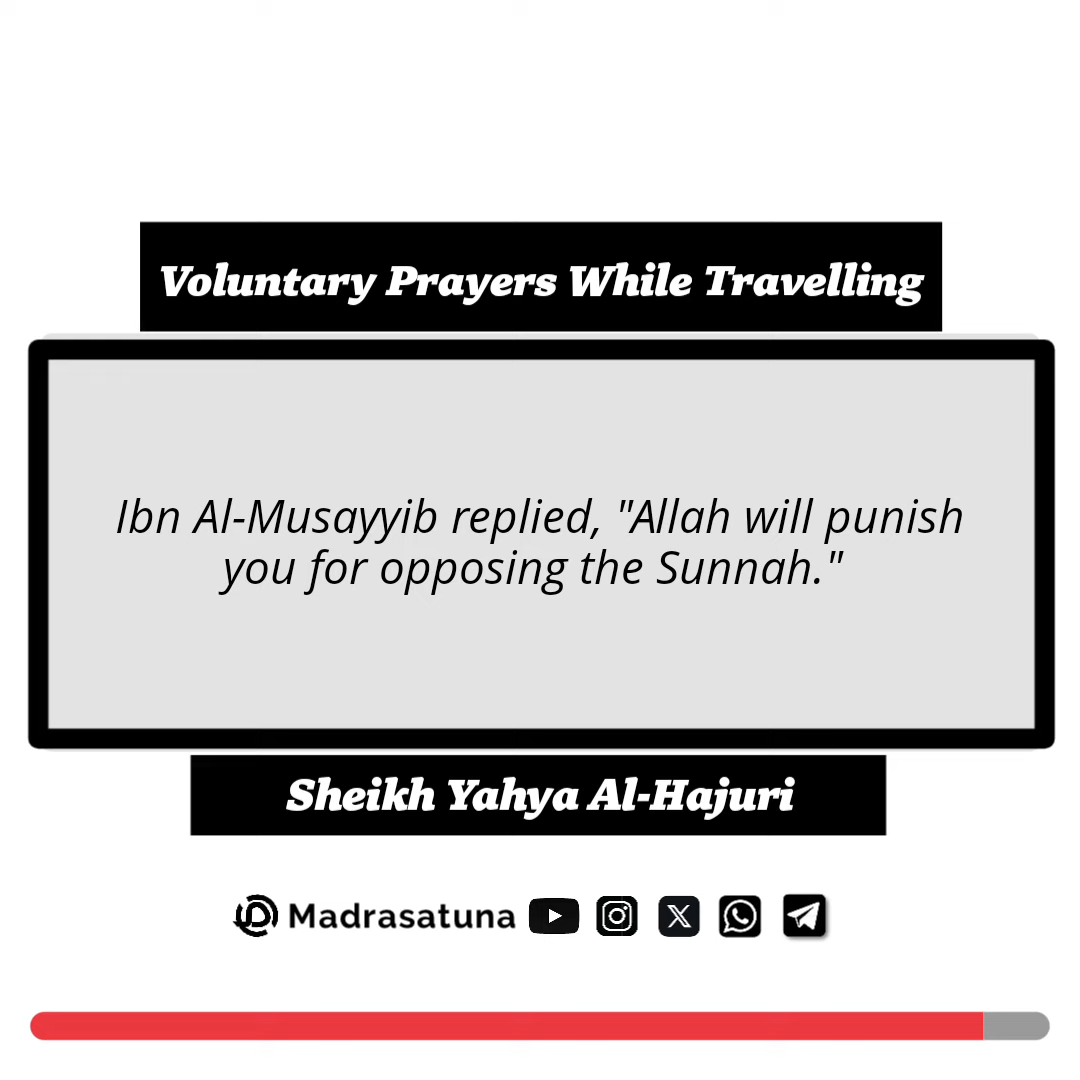 Voluntary Prayers While Travelling
Ibn Al-Musayyib replied, "Allah will punish
you for opposing the Sunnah."
Sheikh Yahya Al-Hajuri
Madrasatuna